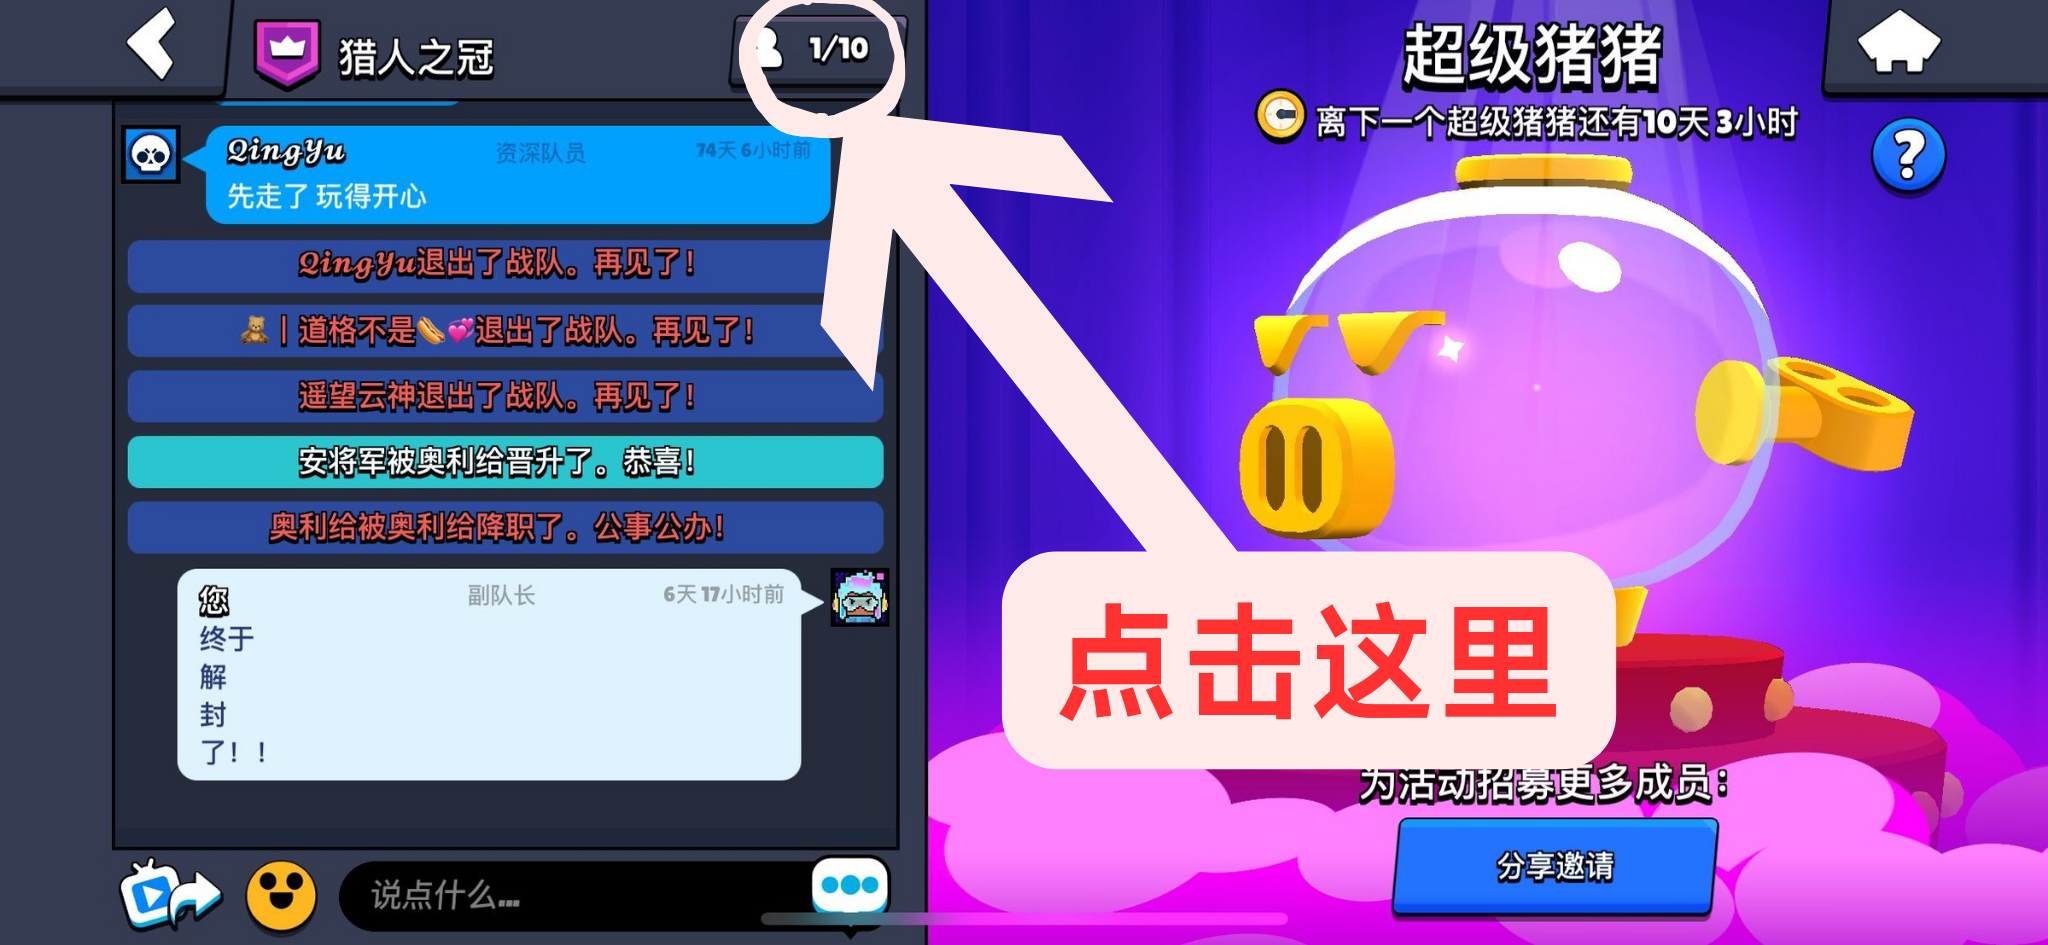 猎人之冠
1/10
QingYu 资深队员 74天 6小时前
先走了 玩得开心
QingYu退出了战队。再见了！
🧸丨道格不是🌭💞退出了战队。再见了！
遥望云神退出了战队。再见了！
安将军被奥利给晋升了。恭喜！
奥利给被奥利给降职了。公事公办！
您 副队长 6天 17小时前
终于
解
封
了！！
说点什么...
超级猪猪
离下一个超级猪猪还有10天 3小时
?
点击这里
为活动招募更多成员：
分享邀请